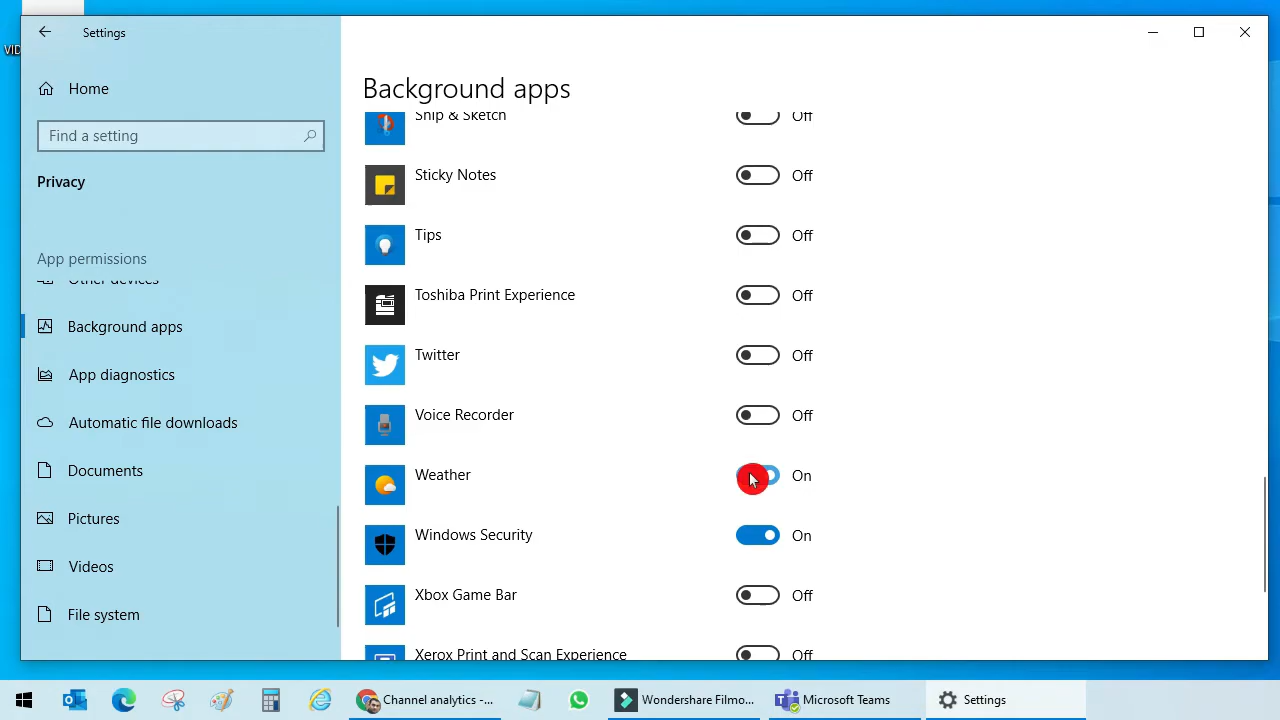 VID
Settings
Home
Find a setting
Privacy
App permissions
Other devices
Background apps
App diagnostics
Automatic file downloads
Documents
Pictures
Videos
File system
Background apps
Snip & Sketch Off
Sticky Notes Off
Tips Off
Toshiba Print Experience Off
Twitter Off
Voice Recorder Off
Weather On
Windows Security On
Xbox Game Bar Off
Xerox Print and Scan Experience Off
Channel analytics -...
Wondershare Filmo...
Microsoft Teams
Settings